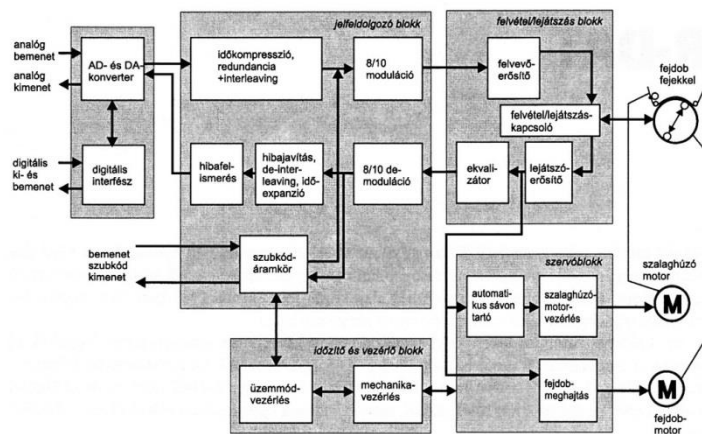 R-DAT
jelfeldolgozó blokk
felvétel/lejátszás blokk
analóg
bemenet
analóg
kimenet
AD- és DA-
konverter
időkompresszió,
redundancia
+interleaving
8/10
moduláció
felvevő-
erősítő
fejdob
fejekkel
felvétel/lejátszás-
kapcsoló
digitális
ki- és
bemenet
digitális
interfész
hibafel-
ismerés
hibajavítás,
de-inter-
leaving, idő-
expanzió
8/10 de-
moduláció
ekvali-
zátor
lejátszó-
erősítő
bemenet
szubkód
kimenet
szubkód-
áramkör
szervóblokk
szalaghúzó
motor
automati-
kus sávon
tartó
szalaghúzó-
motor-
vezérlés
M
időzítő és vezérlő blokk
üzemmód-
vezérlés
mechanika-
vezérlés
fejdob-
meghajtás
M
fejdob-
motor